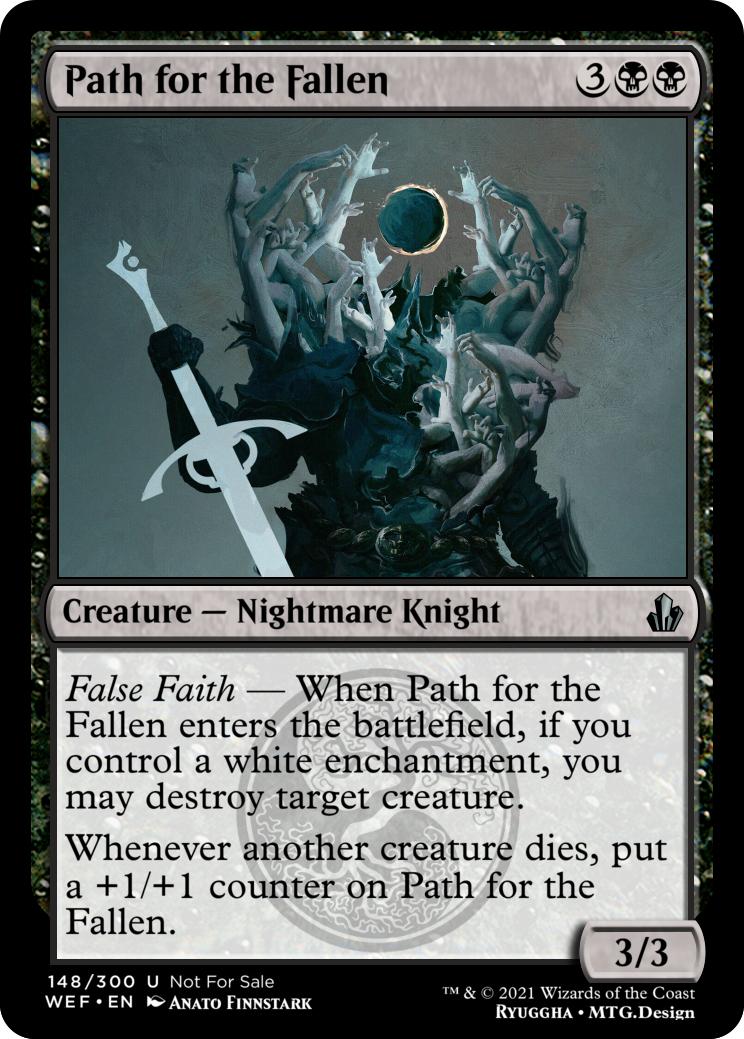 Path for the Fallen 3
Creature — Nightmare Knight
False Faith — When Path for the
Fallen enters the battlefield, if you
control a white enchantment, you
may destroy target creature.
Whenever another creature dies, put
a +1/+1 counter on Path for the
Fallen.
3/3
148/300 U Not For Sale
WEF • EN Anato Finnstark
™ & © 2021 Wizards of the Coast
Ryuggha • MTG.Design